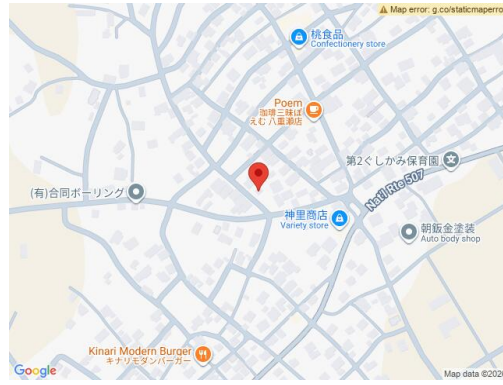 Map error: g.co/staticmaperro
桃食品
Confectionery store
Poem
珈琲三昧ぽ
えむ 八重瀬店
第2ぐしかみ保育園
(有)合同ボーリング
Nat'l Rte 507
神里商店
Variety store
朝鈑金塗装
Auto body shop
Kinari Modern Burger
キナリモダンバーガー
Google
Map data ©202